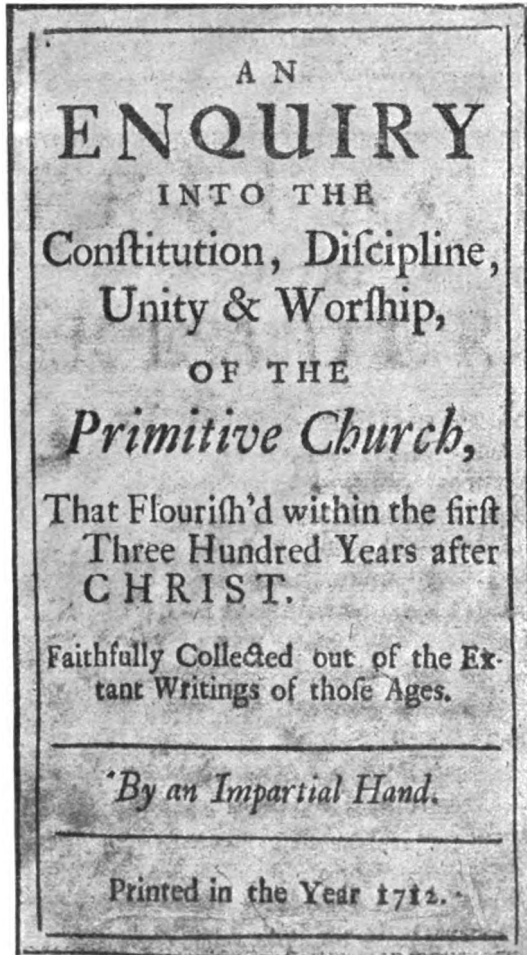 AN
ENQUIRY
INTO THE
Conſtitution, Diſcipline,
Unity & Worſhip,
OF THE
Primitive Church,
That Flouriſh'd within the firſt
Three Hundred Years after
CHRIST.
Faithfully Collected out of the Ex-
tant Writings of thoſe Ages.
By an Impartial Hand.
Printed in the Year 1712.